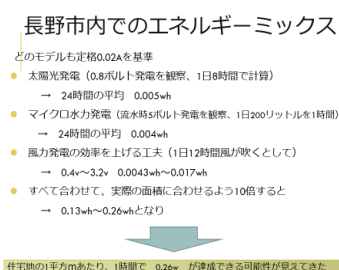 長野市内でのエネルギーミックス
どのモデルも定格0.02Aを基準
太陽光発電（0.8ボルト発電を観察、1日8時間で計算）
→ 24時間の平均 0.005wh
マイクロ水力発電（流水時5ボルト発電を観察、1日200リットルを1時間）
→ 24時間の平均 0.004wh
風力発電の効率を上げる工夫（1日12時間風が吹くとして）
→ 0.4v～3.2v 0.0043wh～0.017wh
すべて合わせて、実際の面積に合わせるよう10倍すると
→ 0.13wh～0.26whとなり
住宅地の1平方mあたり、1時間で 0.26w が達成できる可能性が見えてきた